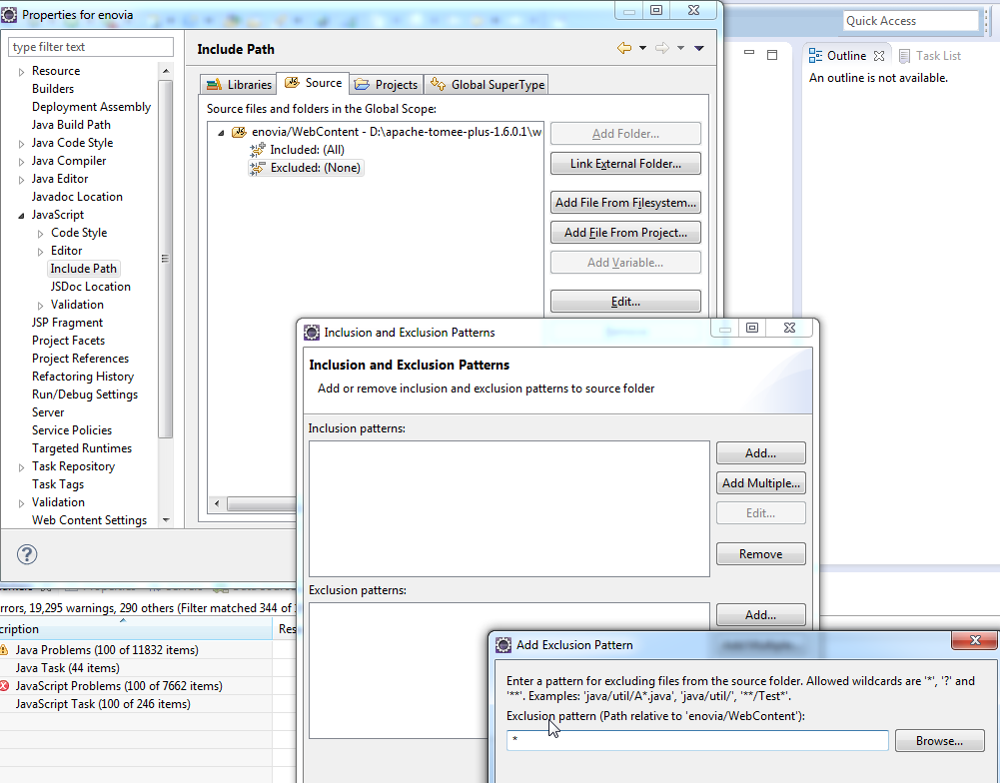 Properties for enovia
Quick Access
type filter text
Include Path
Outline
Task List
An outline is not available.
Resource
Builders
Deployment Assembly
Java Build Path
Java Code Style
Java Compiler
Java Editor
Javadoc Location
JavaScript
Code Style
Editor
Include Path
JSDoc Location
Validation
JSP Fragment
Project Facets
Project References
Refactoring History
Run/Debug Settings
Server
Service Policies
Targeted Runtimes
Task Repository
Task Tags
Validation
Web Content Settings
Libraries
Source
Projects
Global SuperType
Source files and folders in the Global Scope:
enovia/WebContent - D:\apache-tomee-plus-1.6.0.1\w
Included: (All)
Excluded: (None)
Add Folder...
Link External Folder...
Add File From Filesystem...
Add File From Project...
Add Variable...
Edit...
Inclusion and Exclusion Patterns
Inclusion and Exclusion Patterns
Add or remove inclusion and exclusion patterns to source folder
Inclusion patterns:
Add...
Add Multiple...
Edit...
Remove
Exclusion patterns:
Add...
rrors, 19,295 warnings, 290 others (Filter matched 344 of
cription
Res
Java Problems (100 of 11832 items)
Java Task (44 items)
JavaScript Problems (100 of 7662 items)
JavaScript Task (100 of 246 items)
Add Exclusion Pattern
Enter a pattern for excluding files from the source folder. Allowed wildcards are '*', '?' and
'**'. Examples: 'java/util/A*.java', 'java/util/', '**/Test*'.
Exclusion pattern (Path relative to 'enovia/WebContent'):
*
Browse...